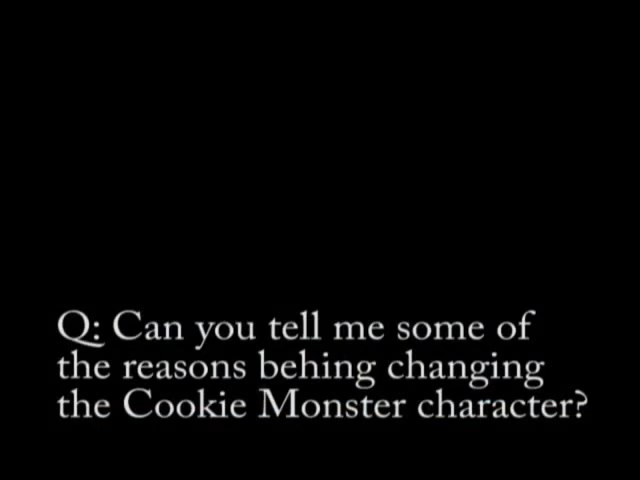 Q: Can you tell me some of
the reasons behing changing
the Cookie Monster character?